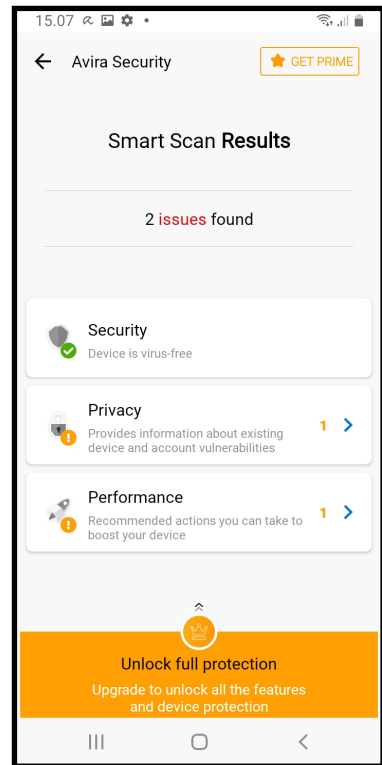 15.07
Avira Security
GET PRIME
Smart Scan Results
2 issues found
Security
Device is virus-free
Privacy
Provides information about existing
device and account vulnerabilities
1
Performance
Recommended actions you can take to
boost your device
1
Unlock full protection
Upgrade to unlock all the features
and device protection